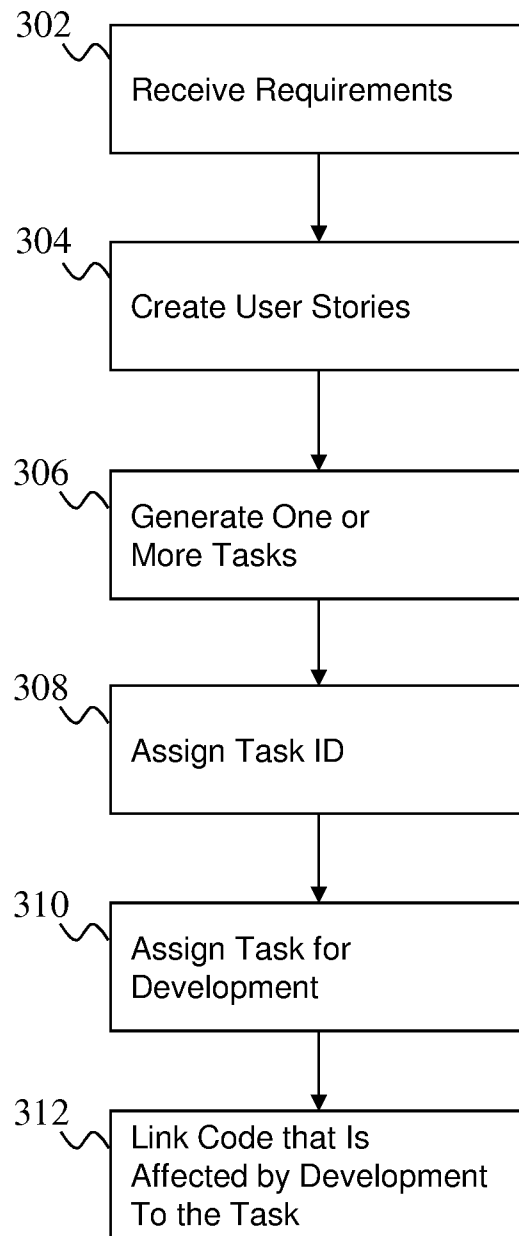 302
Receive Requirements
304
Create User Stories
306
Generate One or
More Tasks
308
Assign Task ID
310
Assign Task for
Development
312
Link Code that Is
Affected by Development
To the Task